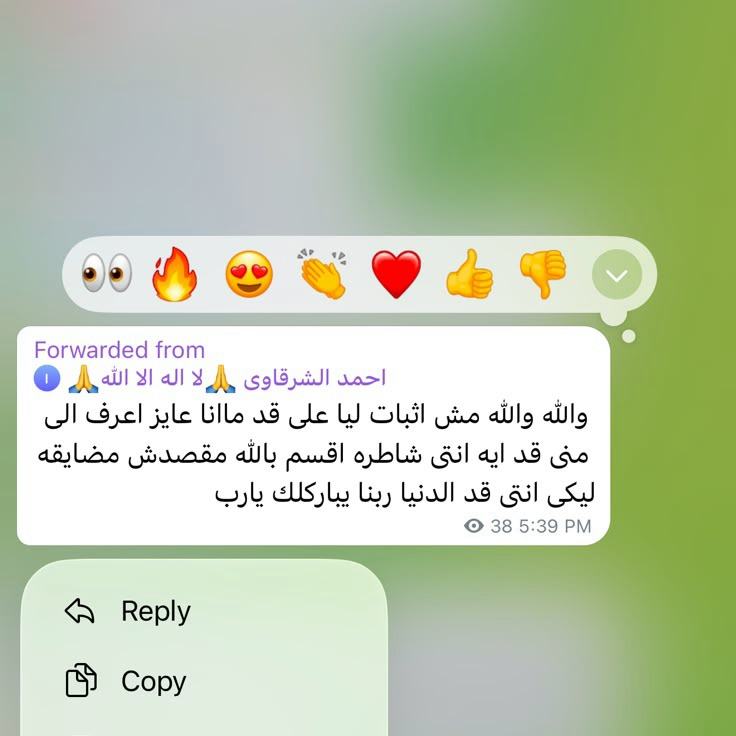 Forwarded from
احمد الشرقاوى 🙏لا اله الا الله🙏
والله والله مش اثبات ليا على قد ماانا عايز اعرف الى
منى قد ايه انتى شاطره اقسم بالله مقصدش مضايقه
ليكى انتى قد الدنيا ربنا يباركلك يارب
38 5:39 PM
Reply
Copy